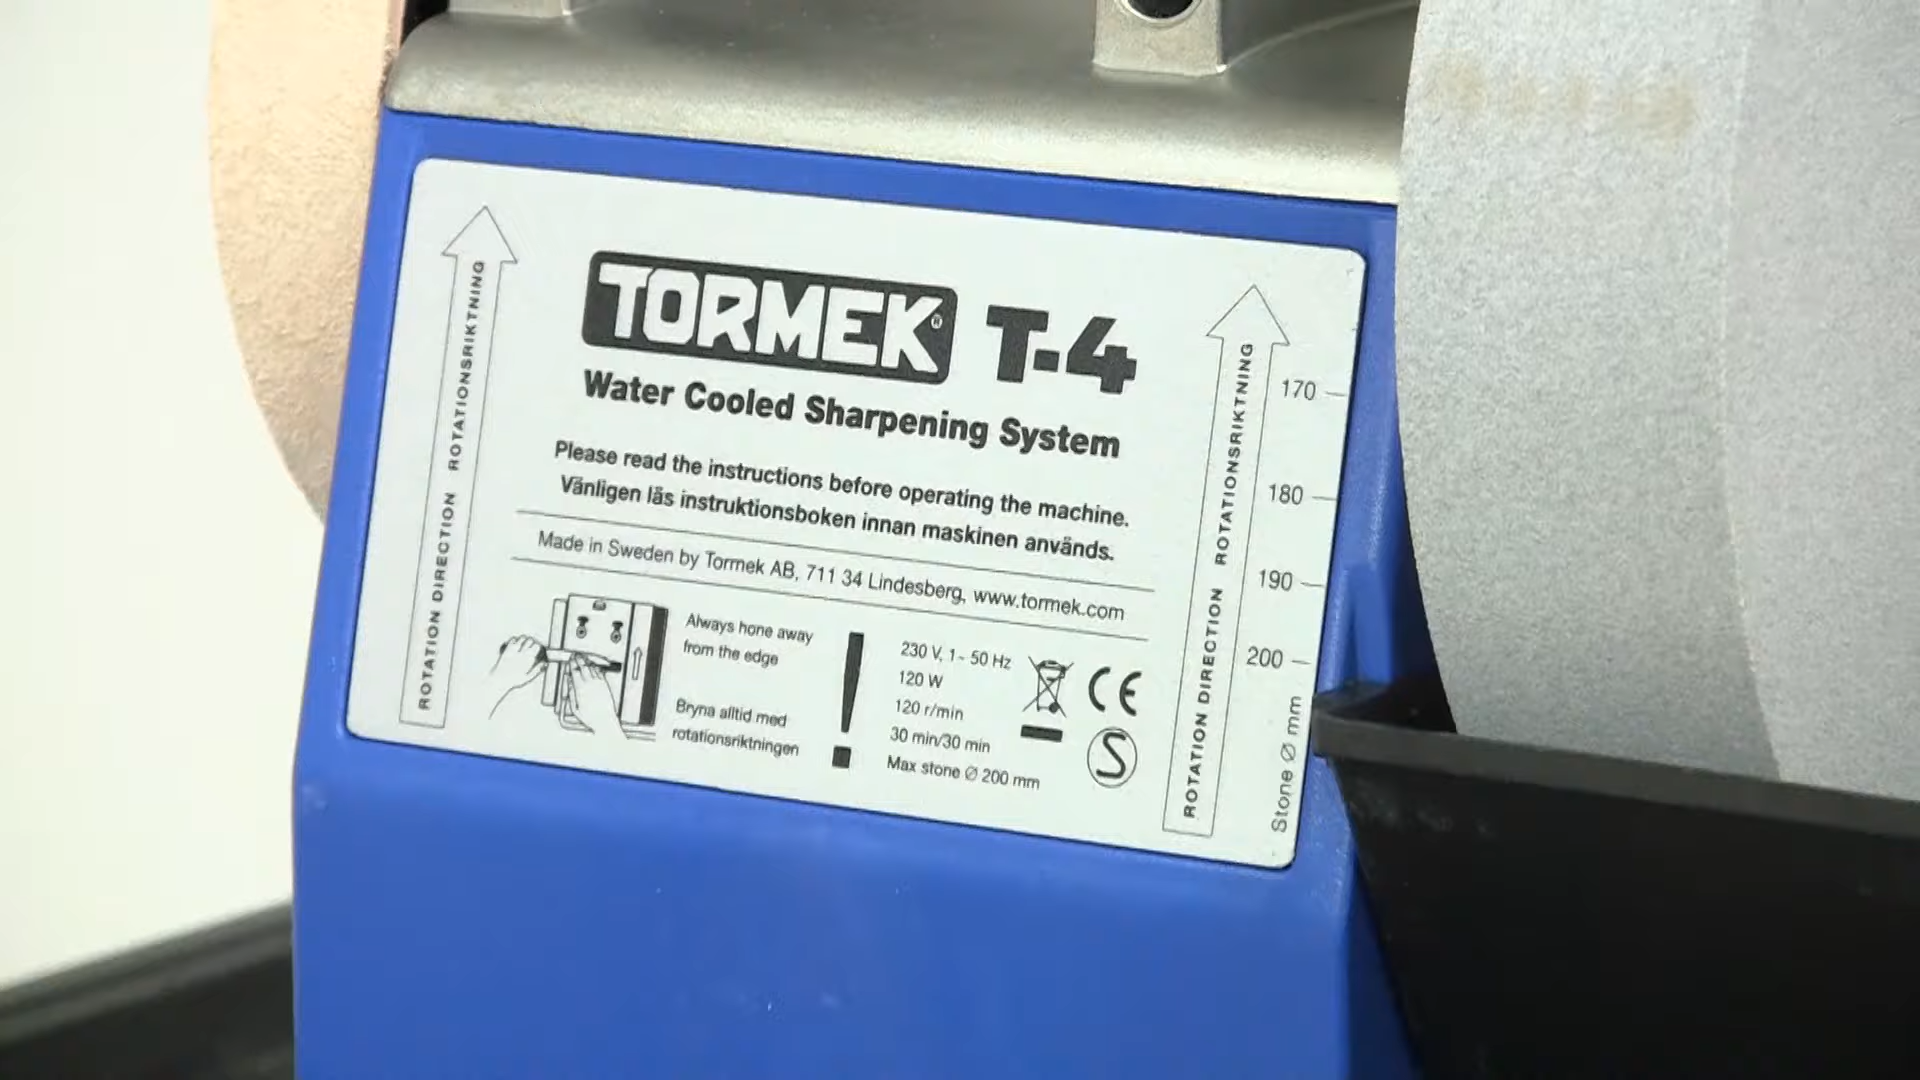 TORMEK® T-4
Water Cooled Sharpening System
Please read the instructions before operating the machine.
Vänligen läs instruktionsboken innan maskinen används.
Made in Sweden by Tormek AB, 711 34 Lindesberg, www.tormek.com
Always hone away
from the edge
Bryna alltid med
rotationsriktningen
!
230 V, 1~ 50 Hz
120 W
120 r/min
30 min/30 min
Max stone Ø 200 mm
CE
S
ROTATION DIRECTION ROTATIONSRIKTNING
ROTATION DIRECTION ROTATIONSRIKTNING
170
180
190
200
Stone Ø mm